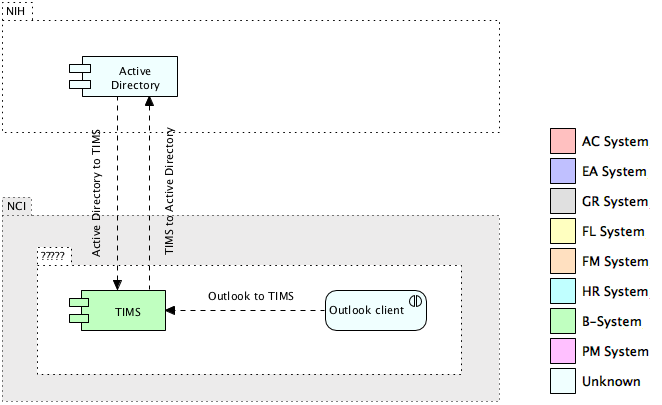 NIH
Active
Directory
Active Directory to TIMS
TIMS to Active Directory
NCI
?????
TIMS
Outlook to TIMS
Outlook client
AC System
EA System
GR System
FL System
FM System
HR System
B-System
PM System
Unknown